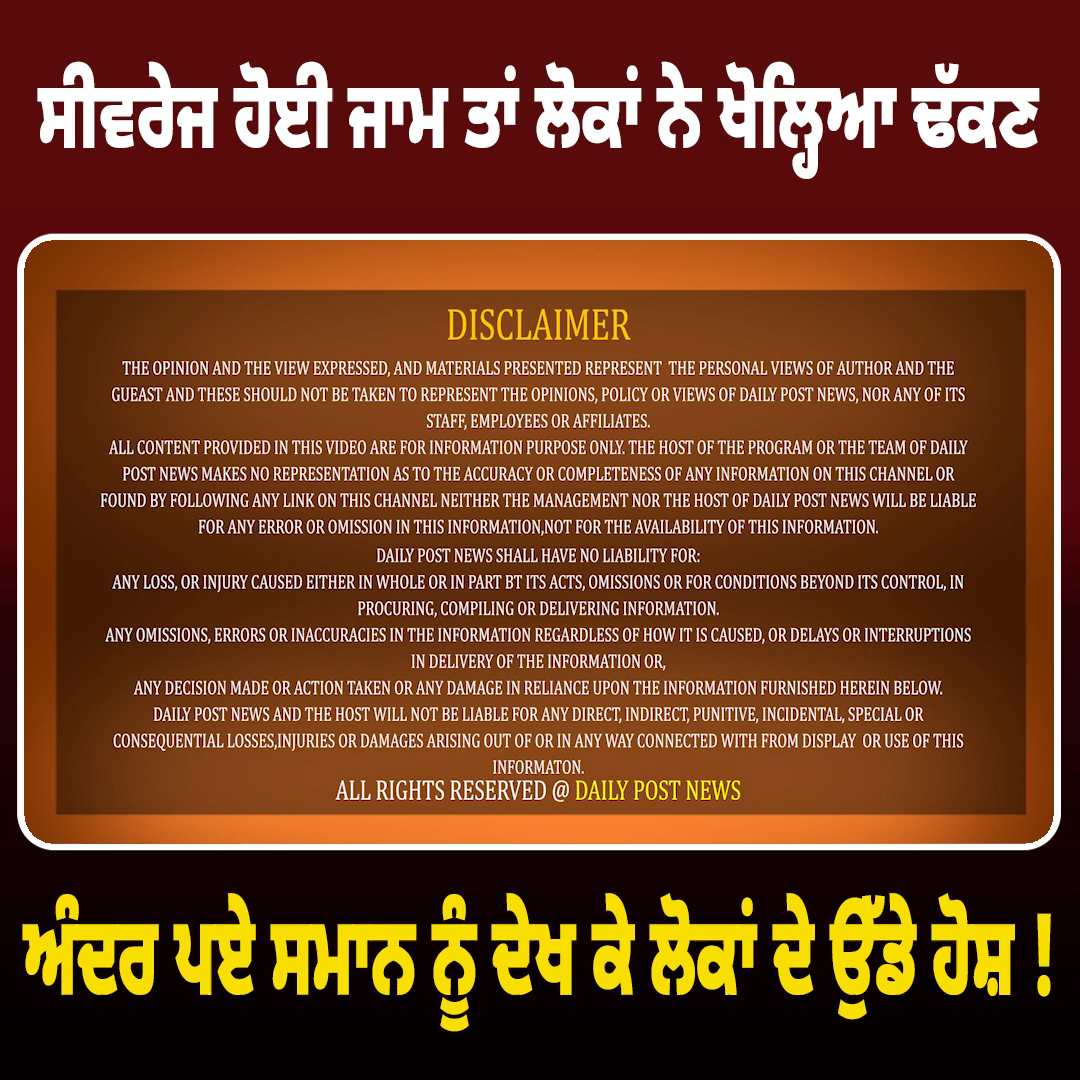 ਸੀਵਰੇਜ ਹੋਈ ਜਾਮ ਤਾਂ ਲੋਕਾਂ ਨੇ ਖੋਲ੍ਹਿਆ ਢੱਕਣ
DISCLAIMER
THE OPINION AND THE VIEW EXPRESSED, AND MATERIALS PRESENTED REPRESENT THE PERSONAL VIEWS OF AUTHOR AND THE
GUEAST AND THESE SHOULD NOT BE TAKEN TO REPRESENT THE OPINIONS, POLICY OR VIEWS OF DAILY POST NEWS, NOR ANY OF ITS
STAFF, EMPLOYEES OR AFFILIATES.
ALL CONTENT PROVIDED IN THIS VIDEO ARE FOR INFORMATION PURPOSE ONLY. THE HOST OF THE PROGRAM OR THE TEAM OF DAILY
POST NEWS MAKES NO REPRESENTATION AS TO THE ACCURACY OR COMPLETENESS OF ANY INFORMATION ON THIS CHANNEL OR
FOUND BY FOLLOWING ANY LINK ON THIS CHANNEL NEITHER THE MANAGEMENT NOR THE HOST OF DAILY POST NEWS WILL BE LIABLE
FOR ANY ERROR OR OMISSION IN THIS INFORMATION,NOT FOR THE AVAILABILITY OF THIS INFORMATION.
DAILY POST NEWS SHALL HAVE NO LIABILITY FOR:
ANY LOSS, OR INJURY CAUSED EITHER IN WHOLE OR IN PART BT ITS ACTS, OMISSIONS OR FOR CONDITIONS BEYOND ITS CONTROL, IN
PROCURING, COMPILING OR DELIVERING INFORMATION.
ANY OMISSIONS, ERRORS OR INACCURACIES IN THE INFORMATION REGARDLESS OF HOW IT IS CAUSED, OR DELAYS OR INTERRUPTIONS
IN DELIVERY OF THE INFORMATION OR,
ANY DECISION MADE OR ACTION TAKEN OR ANY DAMAGE IN RELIANCE UPON THE INFORMATION FURNISHED HEREIN BELOW.
DAILY POST NEWS AND THE HOST WILL NOT BE LIABLE FOR ANY DIRECT, INDIRECT, PUNITIVE, INCIDENTAL, SPECIAL OR
CONSEQUENTIAL LOSSES,INJURIES OR DAMAGES ARISING OUT OF OR IN ANY WAY CONNECTED WITH FROM DISPLAY OR USE OF THIS
INFORMATON.
ALL RIGHTS RESERVED @ DAILY POST NEWS
ਅੰਦਰ ਪਏ ਸਮਾਨ ਨੂੰ ਦੇਖ ਕੇ ਲੋਕਾਂ ਦੇ ਉੱਡੇ ਹੋਸ਼ !